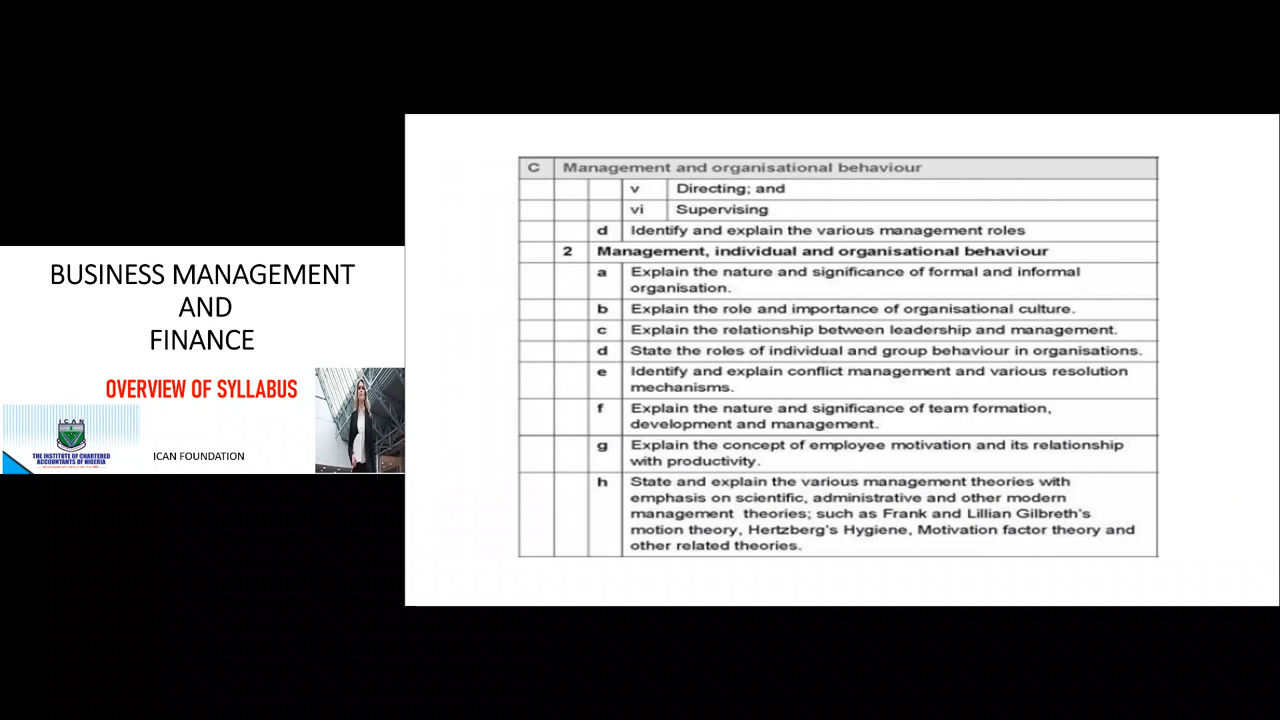 BUSINESS MANAGEMENT
AND
FINANCE
OVERVIEW OF SYLLABUS
ICAN
THE INSTITUTE OF CHARTERED
ACCOUNTANTS OF NIGERIA
ICAN FOUNDATION
C Management and organisational behaviour
v Directing; and
vi Supervising
d Identify and explain the various management roles
2 Management, individual and organisational behaviour
a Explain the nature and significance of formal and informal
organisation.
b Explain the role and importance of organisational culture.
c Explain the relationship between leadership and management.
d State the roles of individual and group behaviour in organisations.
e Identify and explain conflict management and various resolution
mechanisms.
f Explain the nature and significance of team formation,
development and management.
g Explain the concept of employee motivation and its relationship
with productivity.
h State and explain the various management theories with
emphasis on scientific, administrative and other modern
management theories; such as Frank and Lillian Gilbreth's
motion theory, Hertzberg's Hygiene, Motivation factor theory and
other related theories.